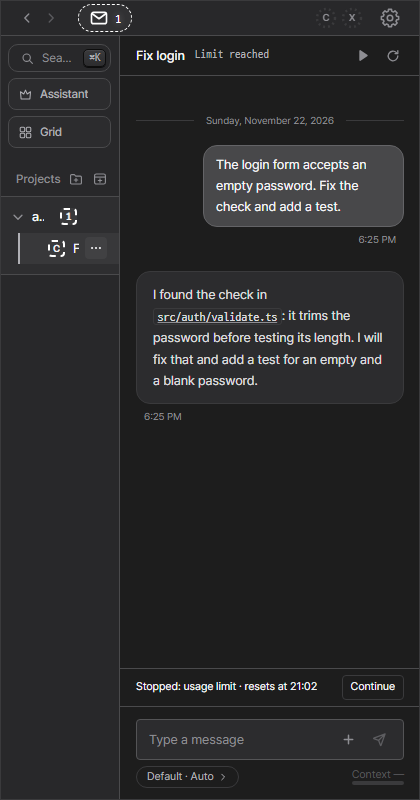 1
C X
Sea... ⌘K
Assistant
Grid
Projects
a.. 1
C F ...
Fix login Limit reached
Sunday, November 22, 2026
The login form accepts an
empty password. Fix the
check and add a test.
6:25 PM
I found the check in
src/auth/validate.ts : it trims the
password before testing its length. I will
fix that and add a test for an empty and
a blank password.
6:25 PM
Stopped: usage limit · resets at 21:02 Continue
Type a message
Default · Auto
Context —